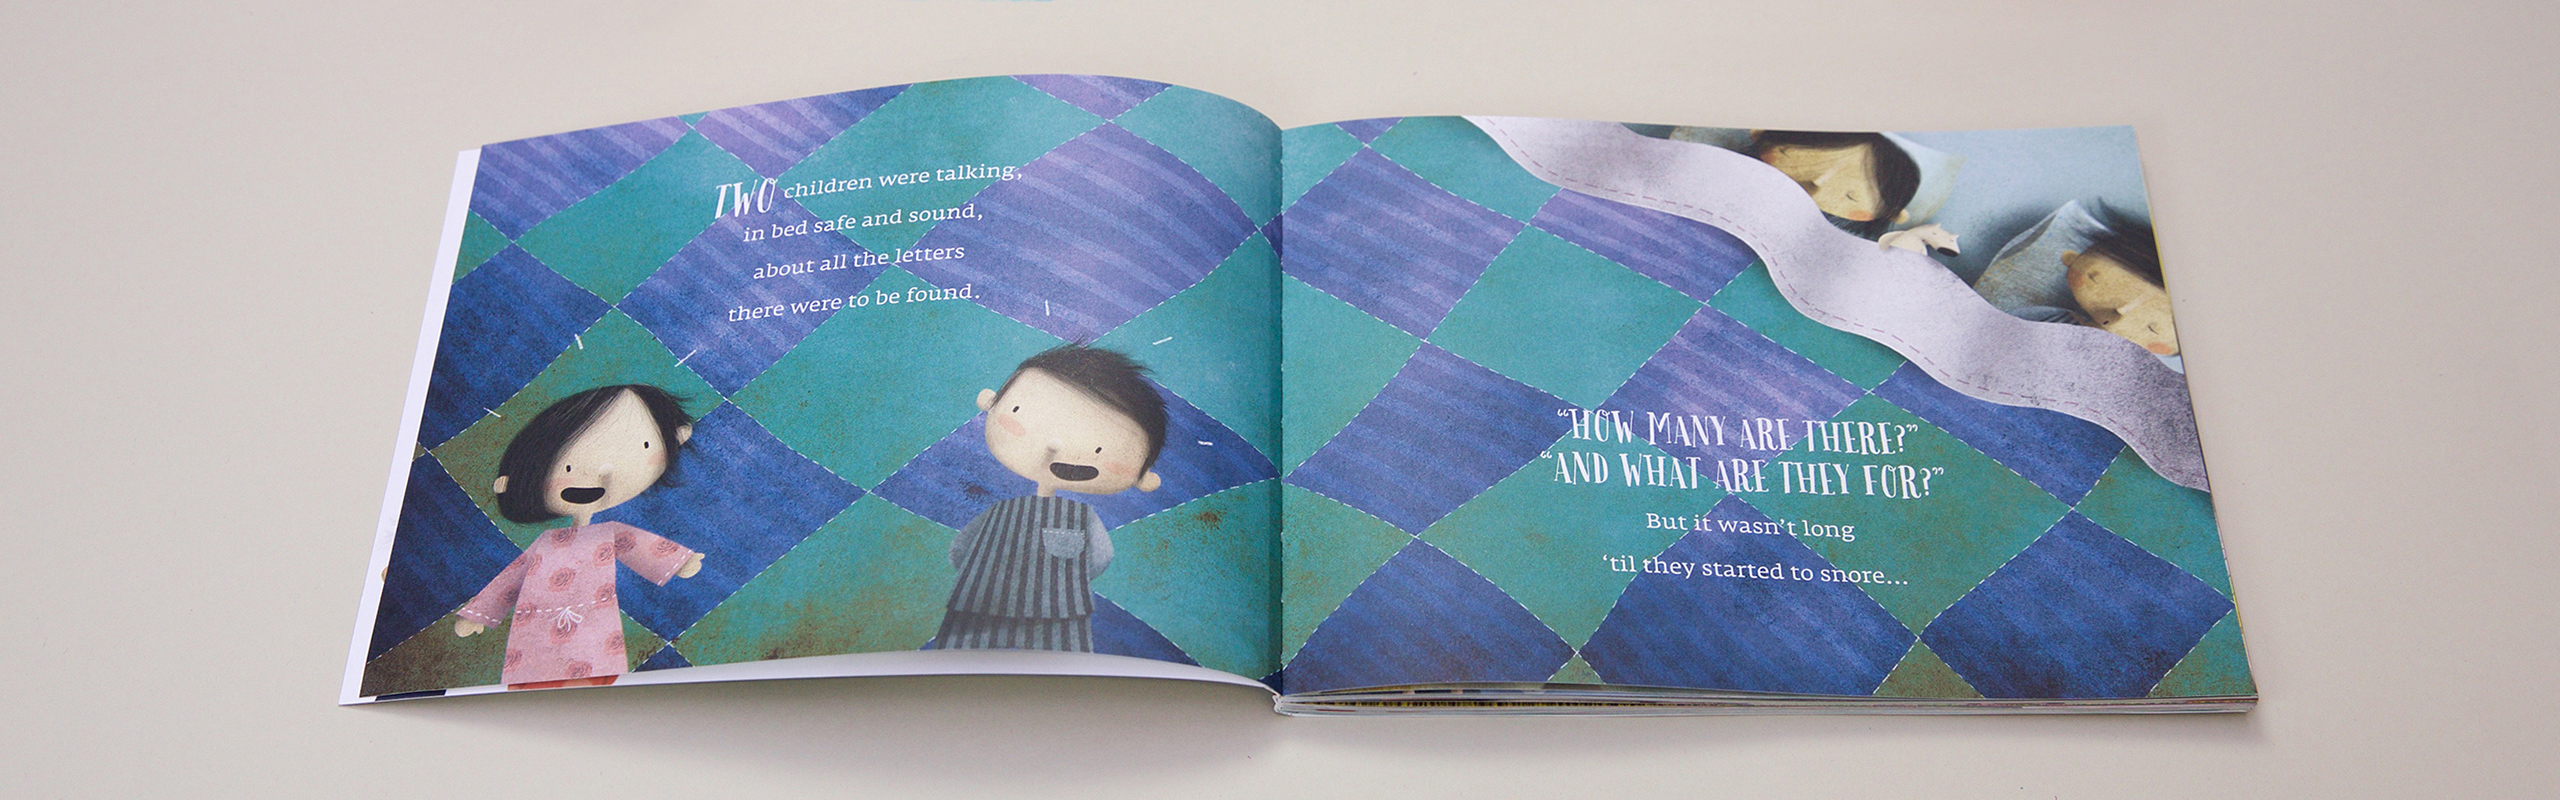 TWO children were talking,
in bed safe and sound,
about all the letters
there were to be found.
“HOW MANY ARE THERE?”
“AND WHAT ARE THEY FOR?”
But it wasn’t long
‘til they started to snore...